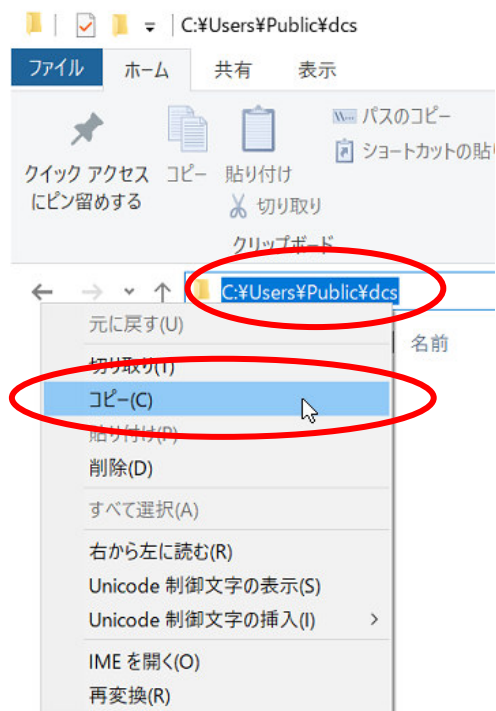 C:¥Users¥Public¥dcs
ファイル ホーム 共有 表示
クイック アクセス
にピン留めする
コピー
貼り付け
パスのコピー
ショートカットの貼り
切り取り
クリップボード
C:¥Users¥Public¥dcs
名前
元に戻す(U)
切り取り(T)
コピー(C)
貼り付け(P)
削除(D)
すべて選択(A)
右から左に読む(R)
Unicode 制御文字の表示(S)
Unicode 制御文字の挿入(I)
IME を開く(O)
再変換(R)